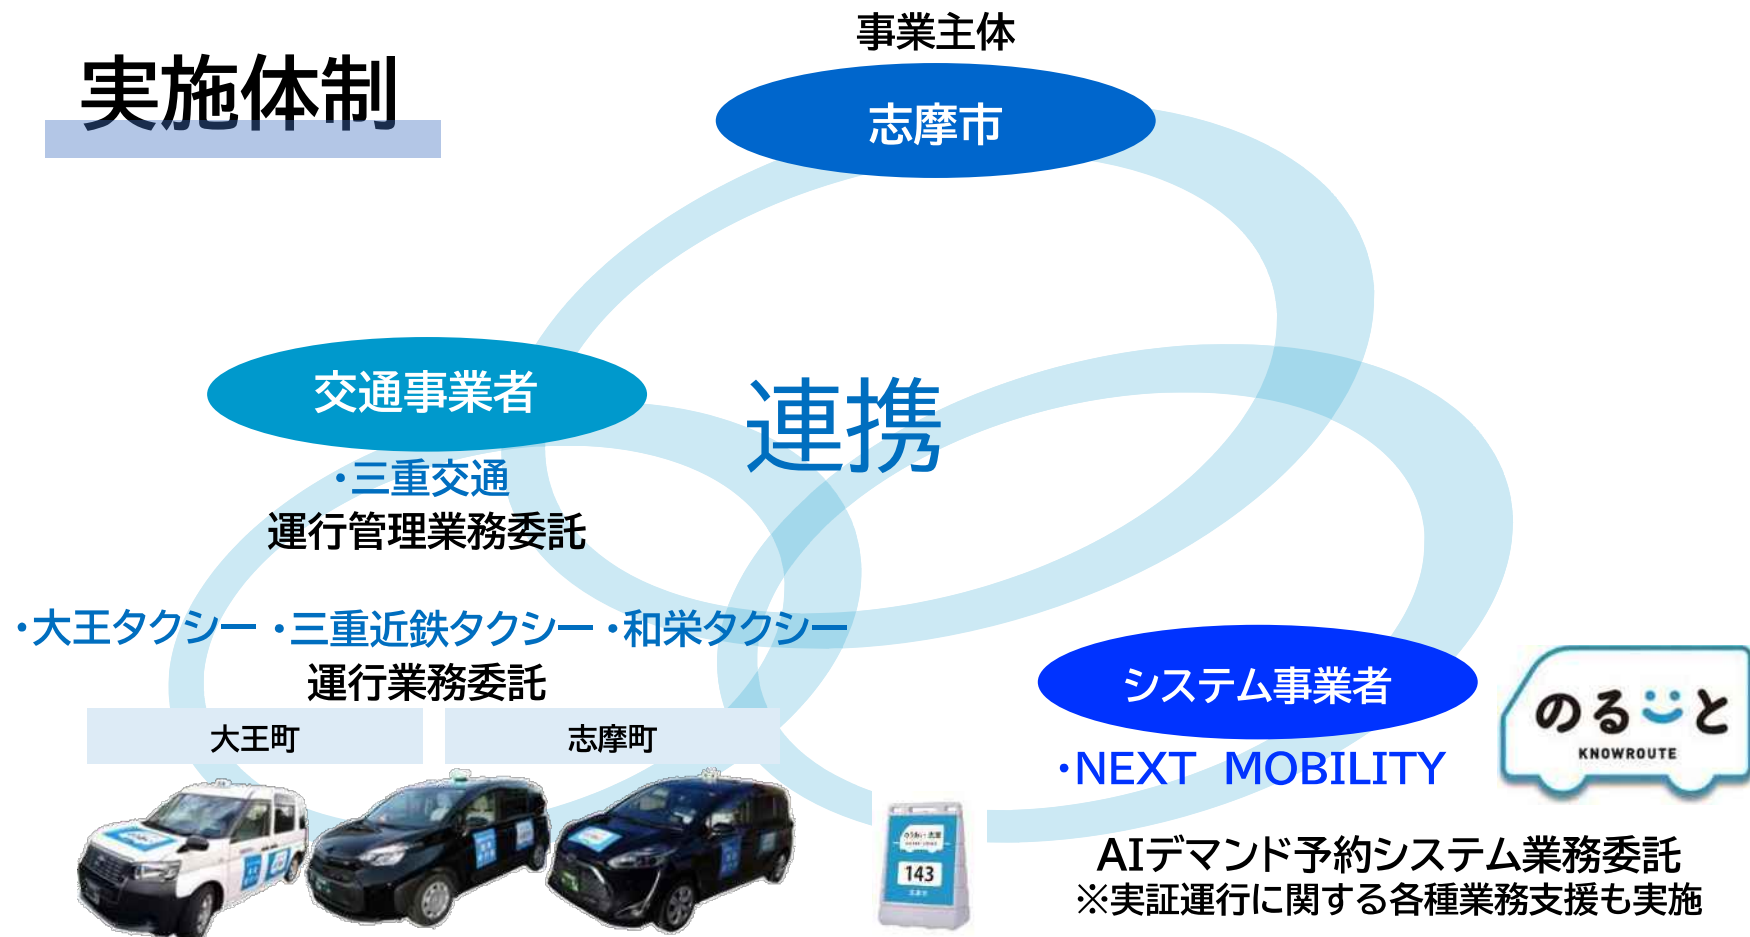 実施体制
事業主体
志摩市
交通事業者
連携
・三重交通
運行管理業務委託
・大王タクシー ・三重近鉄タクシー ・和栄タクシー
運行業務委託
大王町
志摩町
システム事業者
・NEXT MOBILITY
のるーと
KNOWROUTE
143
AIデマンド予約システム業務委託
※実証運行に関する各種業務支援も実施